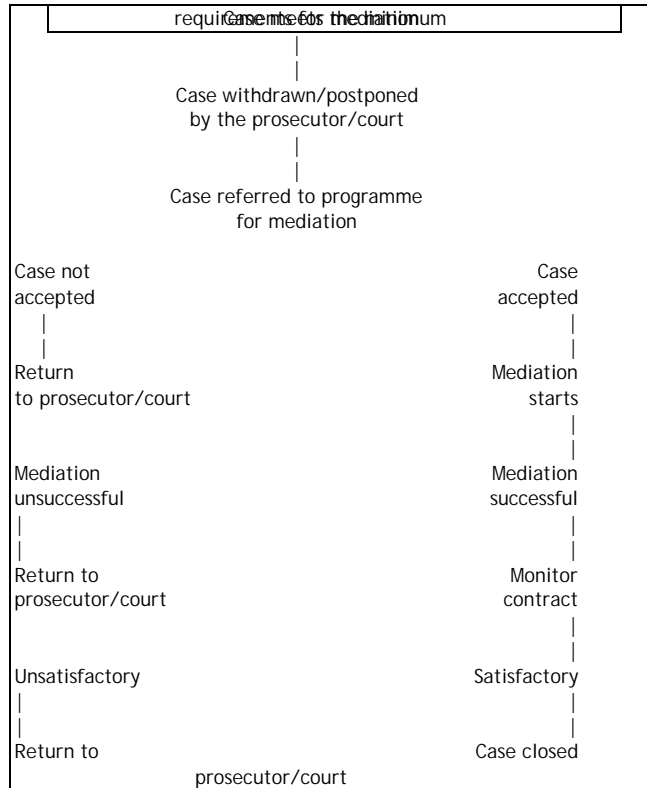 Case withdrawn/postponed
by the prosecutor/court
Case referred to programme
for mediation
Case not
accepted
Case
accepted
Return
to prosecutor/court
Mediation
starts
Mediation
unsuccessful
Mediation
successful
Return to
prosecutor/court
Monitor
contract
Unsatisfactory
Satisfactory
Return to
prosecutor/court
Case closed